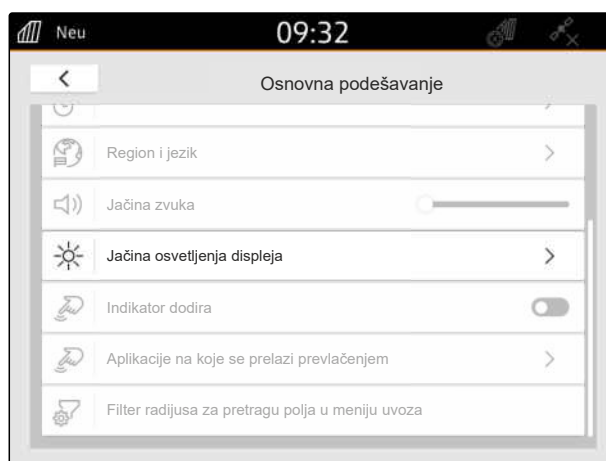 Neu
09:32
Osnovna podešavanje
Region i jezik
Jačina zvuka
Jačina osvetljenja displeja
Indikator dodira
Aplikacije na koje se prelazi prevlačenjem
Filter radijusa za pretragu polja u meniju uvoza